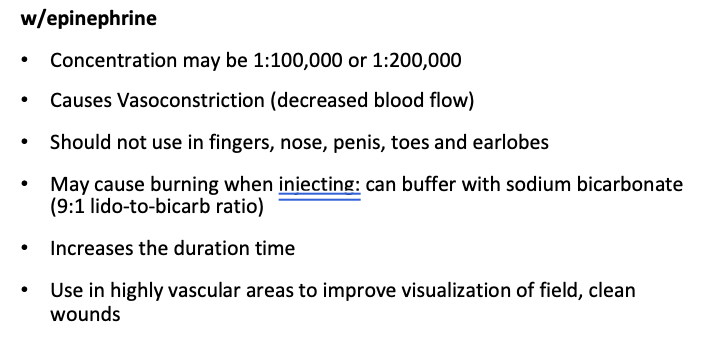 w/epinephrine
• Concentration may be 1:100,000 or 1:200,000
• Causes Vasoconstriction (decreased blood flow)
• Should not use in fingers, nose, penis, toes and earlobes
• May cause burning when injecting: can buffer with sodium bicarbonate
(9:1 lido-to-bicarb ratio)
• Increases the duration time
• Use in highly vascular areas to improve visualization of field, clean
wounds